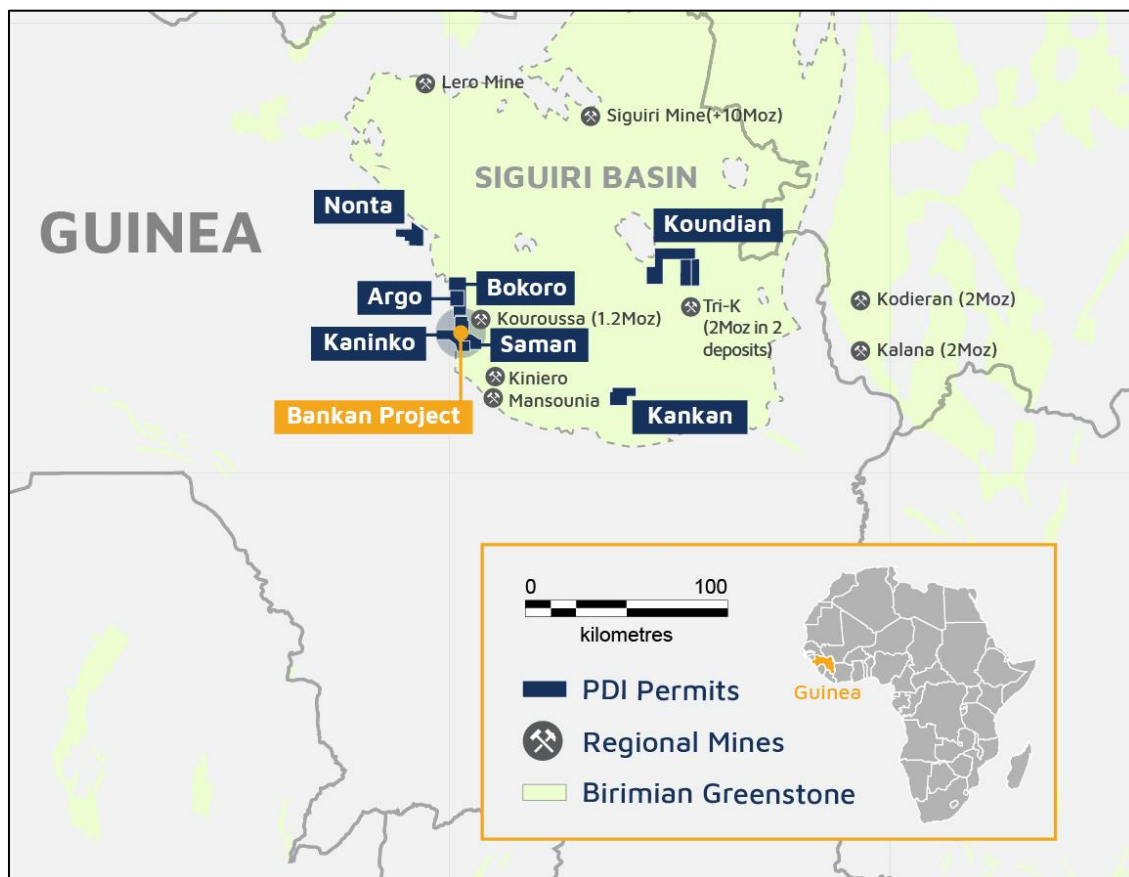 Lero Mine
Siguiri Mine(+10Moz)
SIGUIRI BASIN
Nonta
GUINEA
Koundian
Bokoro
Argo
Kouroussa (1.2Moz)
Tri-K
(2Moz in 2
deposits)
Kodieran (2Moz)
Kaninko
Saman
Kalana (2Moz)
Kiniero
Mansounia
Bankan Project
Kankan
0 100
kilometres
PDI Permits
Regional Mines
Birimian Greenstone
Guinea